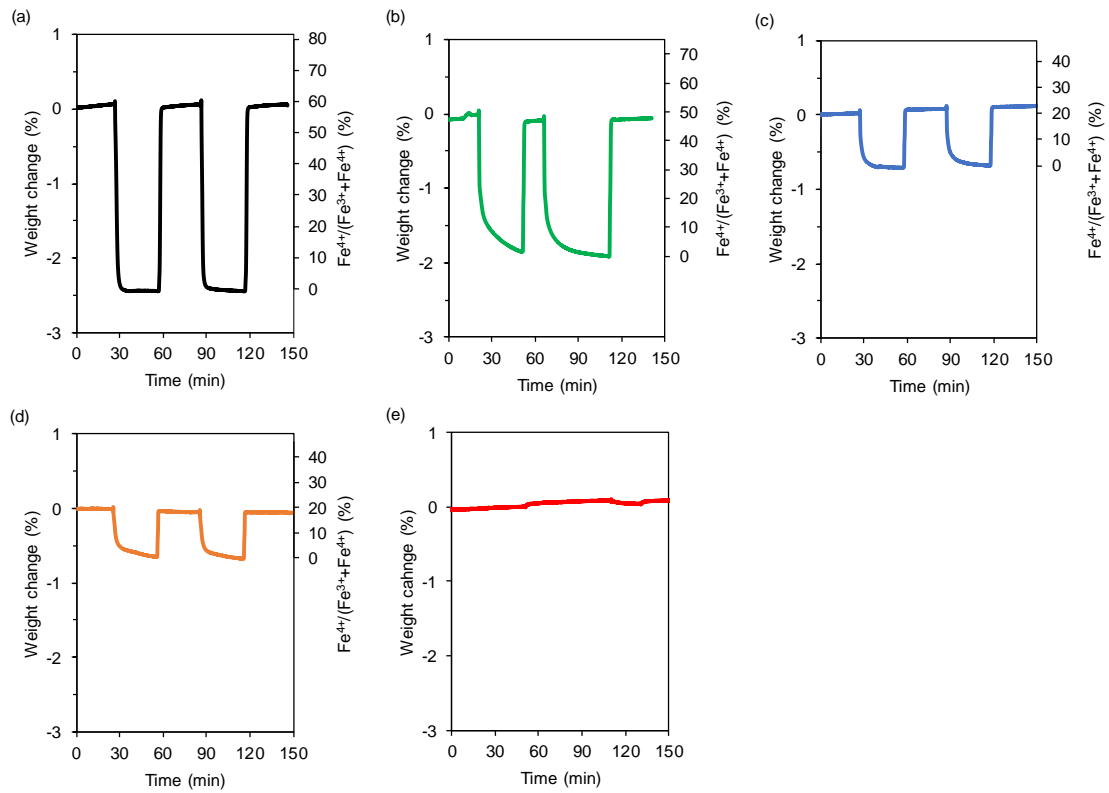 (a)
1
0
-1
-2
-3
Weight change (%)
80
70
60
50
40
30
20
10
0
Fe4+/(Fe3++Fe4+) (%)
0 30 60 90 120 150
Time (min)
(b)
1
0
-1
-2
-3
Weight change (%)
70
60
50
40
30
20
10
0
Fe4+/(Fe3++Fe4+) (%)
0 30 60 90 120 150
Time (min)
(c)
1
0
-1
-2
-3
Weight change (%)
40
30
20
10
0
Fe4+/(Fe3++Fe4+) (%)
0 30 60 90 120 150
Time (min)
(d)
1
0
-1
-2
-3
Weight change (%)
40
30
20
10
0
Fe4+/(Fe3++Fe4+) (%)
0 30 60 90 120 150
Time (min)
(e)
1
0
-1
-2
-3
Weight cahnge (%)
0 30 60 90 120 150
Time (min)